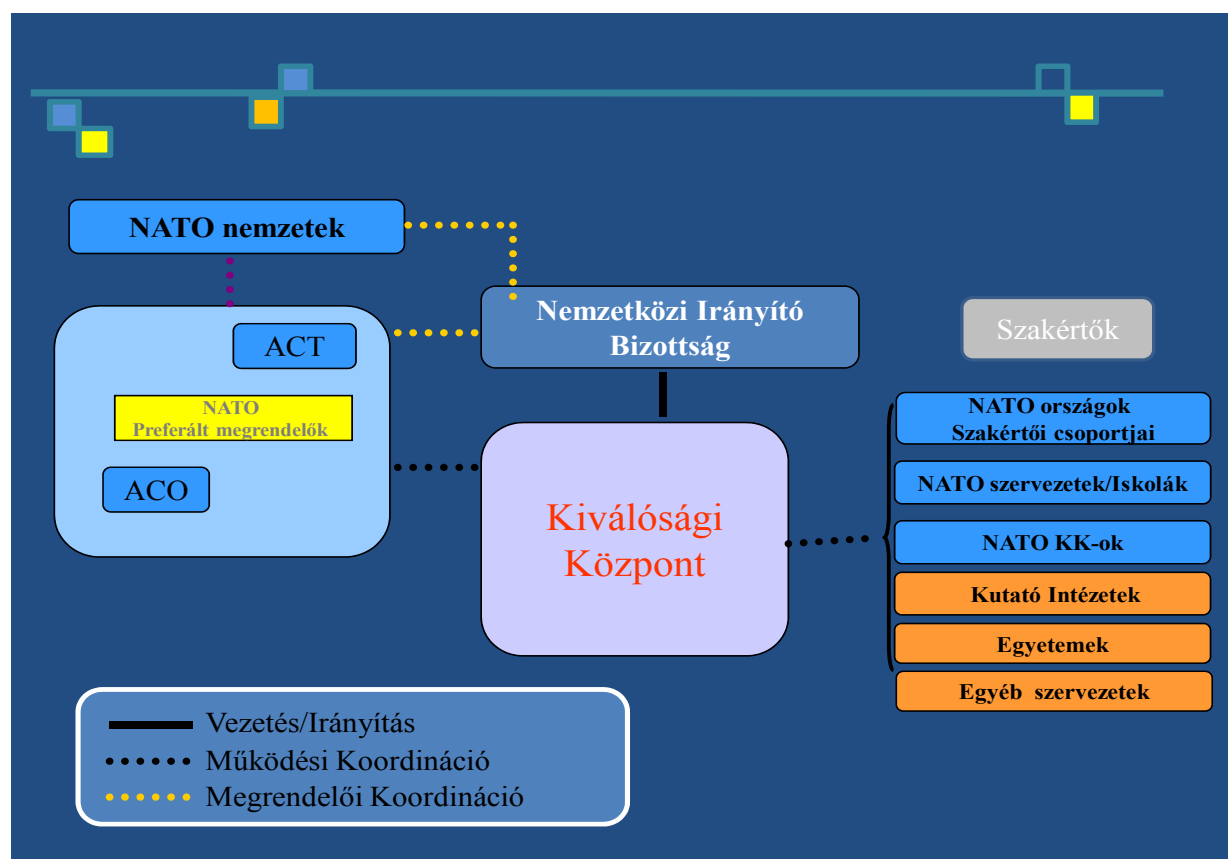 NATO nemzetek
ACT
NATO
Preferált megrendelők
ACO
Nemzetközi Irányító
Bizottság
Kiválósági
Központ
Szakértők
NATO országok
Szakértői csoportjai
NATO szervezetek/Iskolák
NATO KK-ok
Kutató Intézetek
Egyetemek
Egyéb szervezetek
Vezetés/Irányítás
Működési Koordináció
Megrendelői Koordináció